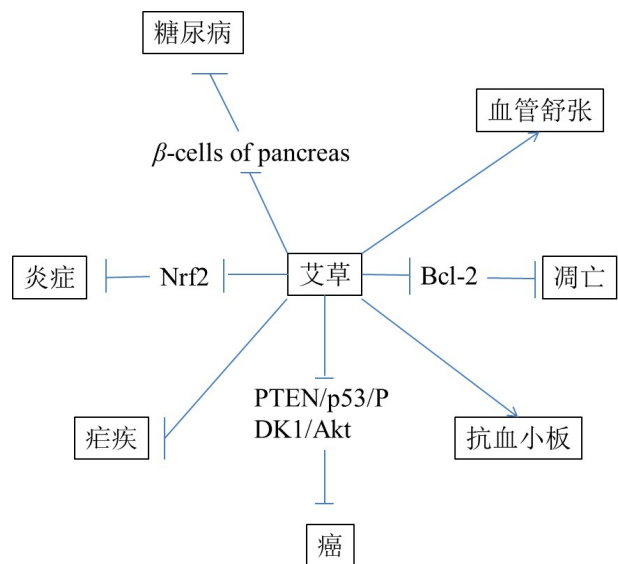 糖尿病
血管舒张
β-cells of pancreas
炎症
Nrf2
艾草
Bcl-2
凋亡
PTEN/p53/P
DK1/Akt
疟疾
抗血小板
癌